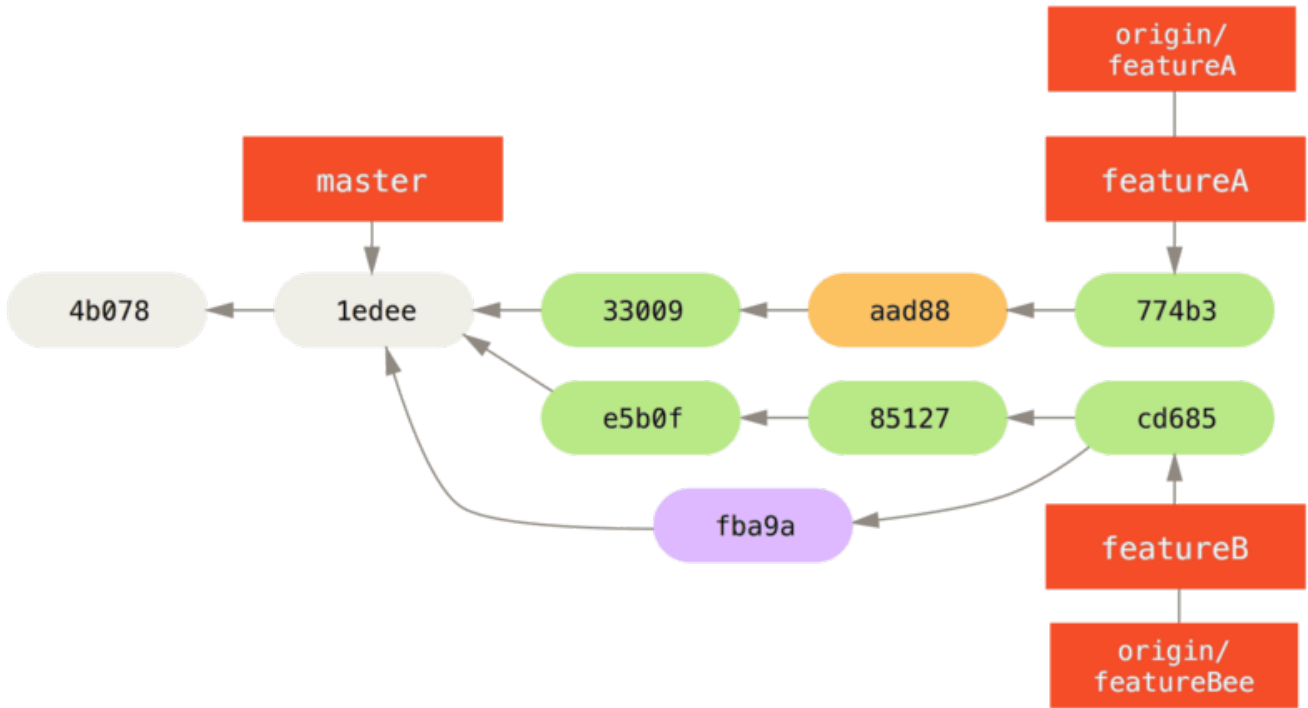 origin/
featureA
master
featureA
4b078
1edee
33009
aad88
774b3
e5b0f
85127
cd685
fba9a
featureB
origin/
featureBee